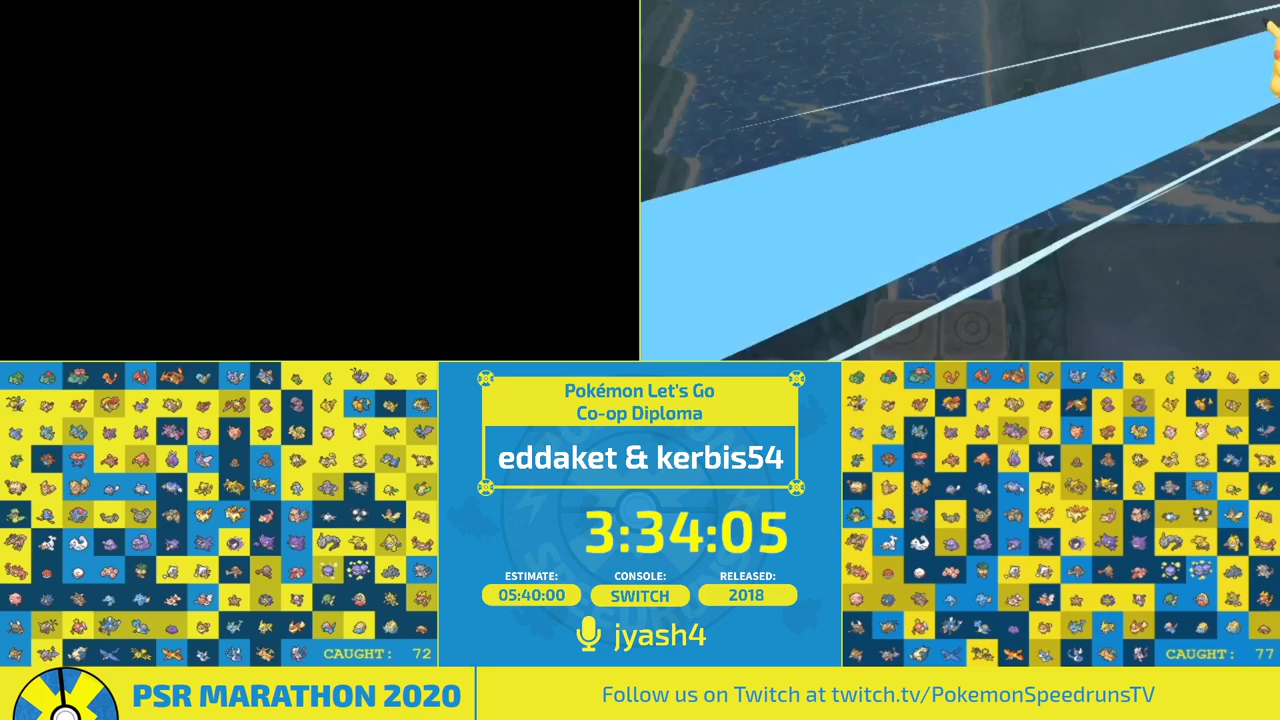 Pokémon Let's Go
Co-op Diploma
eddaket & kerbis54
3:34:05
ESTIMATE:
CONSOLE:
RELEASED:
05:40:00
SWITCH
2018
jyash4
CAUGHT: 72
CAUGHT: 77
PSR MARATHON 2020
Follow us on Twitch at twitch.tv/PokemonSpeedrunsTV